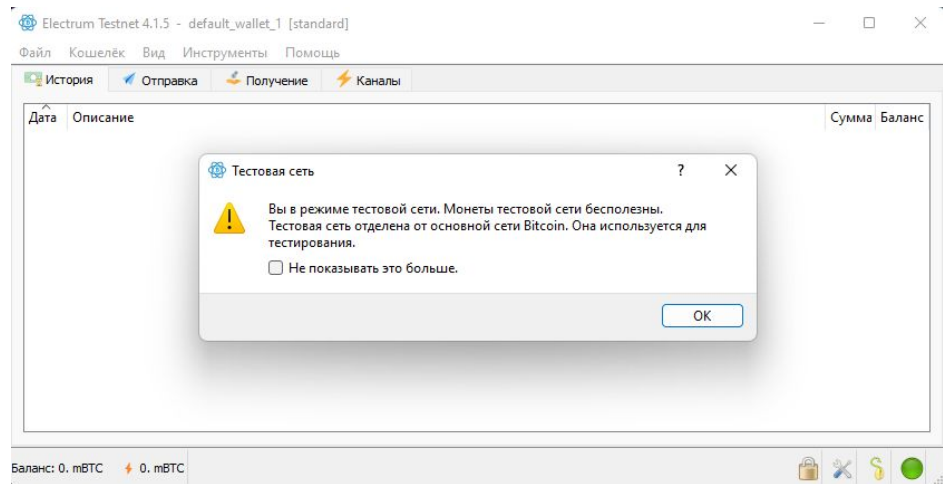 Electrum Testnet 4.1.5 - default_wallet_1 [standard]
Файл Кошелёк Вид Инструменты Помощь
История Отправка Получение Каналы
Дата Описание Сумма Баланс
Тестовая сеть ?
Вы в режиме тестовой сети. Монеты тестовой сети бесполезны.
Тестовая сеть отделена от основной сети Bitcoin. Она используется для
тестирования.
Не показывать это больше.
OK
Баланс: 0. mBTC 0. mBTC